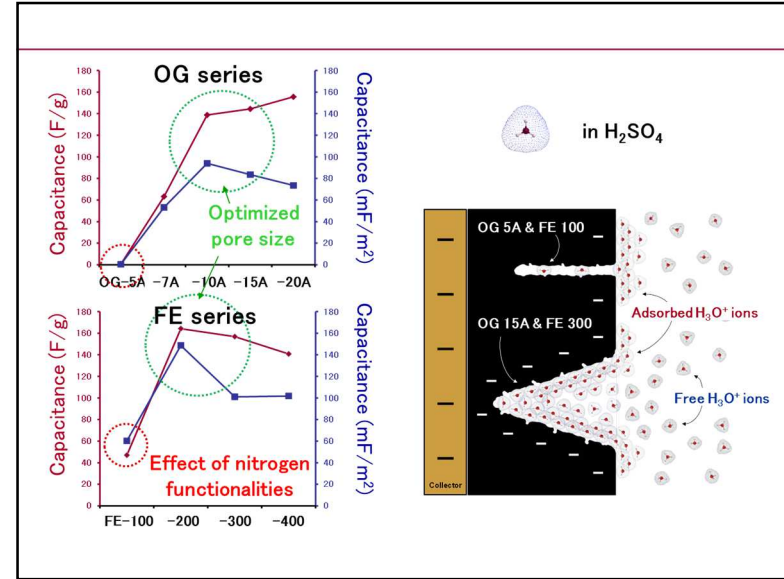 OG series
Capacitance (F/g)
180
160
140
120
100
80
60
40
20
0
180
160
140
120
100
80
60
40
20
0
Capacitance (mF/m²)
Optimized
pore size
OG-5A -7A -10A -15A -20A
FE series
Capacitance (F/g)
180
160
140
120
100
80
60
40
20
0
180
160
140
120
100
80
60
40
20
0
Capacitance (mF/m²)
Effect of nitrogen
functionalities
FE-100 -200 -300 -400
in H₂SO₄
OG 5A & FE 100
OG 15A & FE 300
Adsorbed H₃O⁺ ions
Free H₃O⁺ ions
Collector